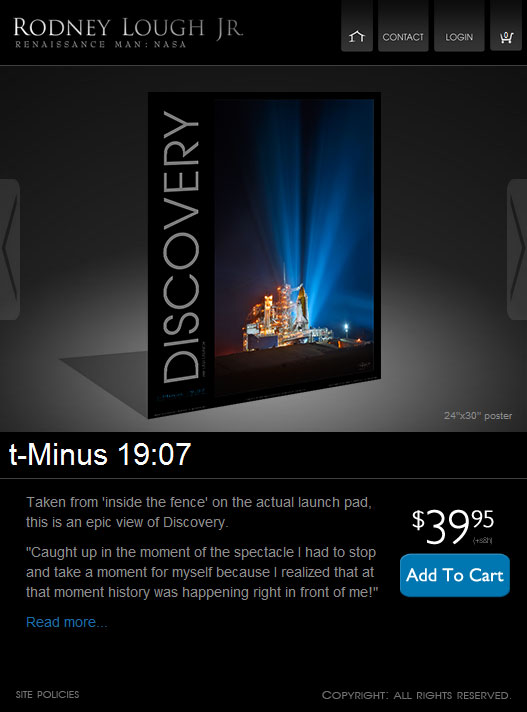 RODNEY LOUGH JR
RENAISSANCE MAN: NASA
CONTACT
LOGIN
0
DISCOVERY
24"x30" poster
t-Minus 19:07
Taken from 'inside the fence' on the actual launch pad,
this is an epic view of Discovery.
"Caught up in the moment of the spectacle I had to stop
and take a moment for myself because I realized that at
that moment history was happening right in front of me!"
Read more...
$39.95
(+s&h)
Add To Cart
SITE POLICIES
COPYRIGHT: ALL RIGHTS RESERVED.